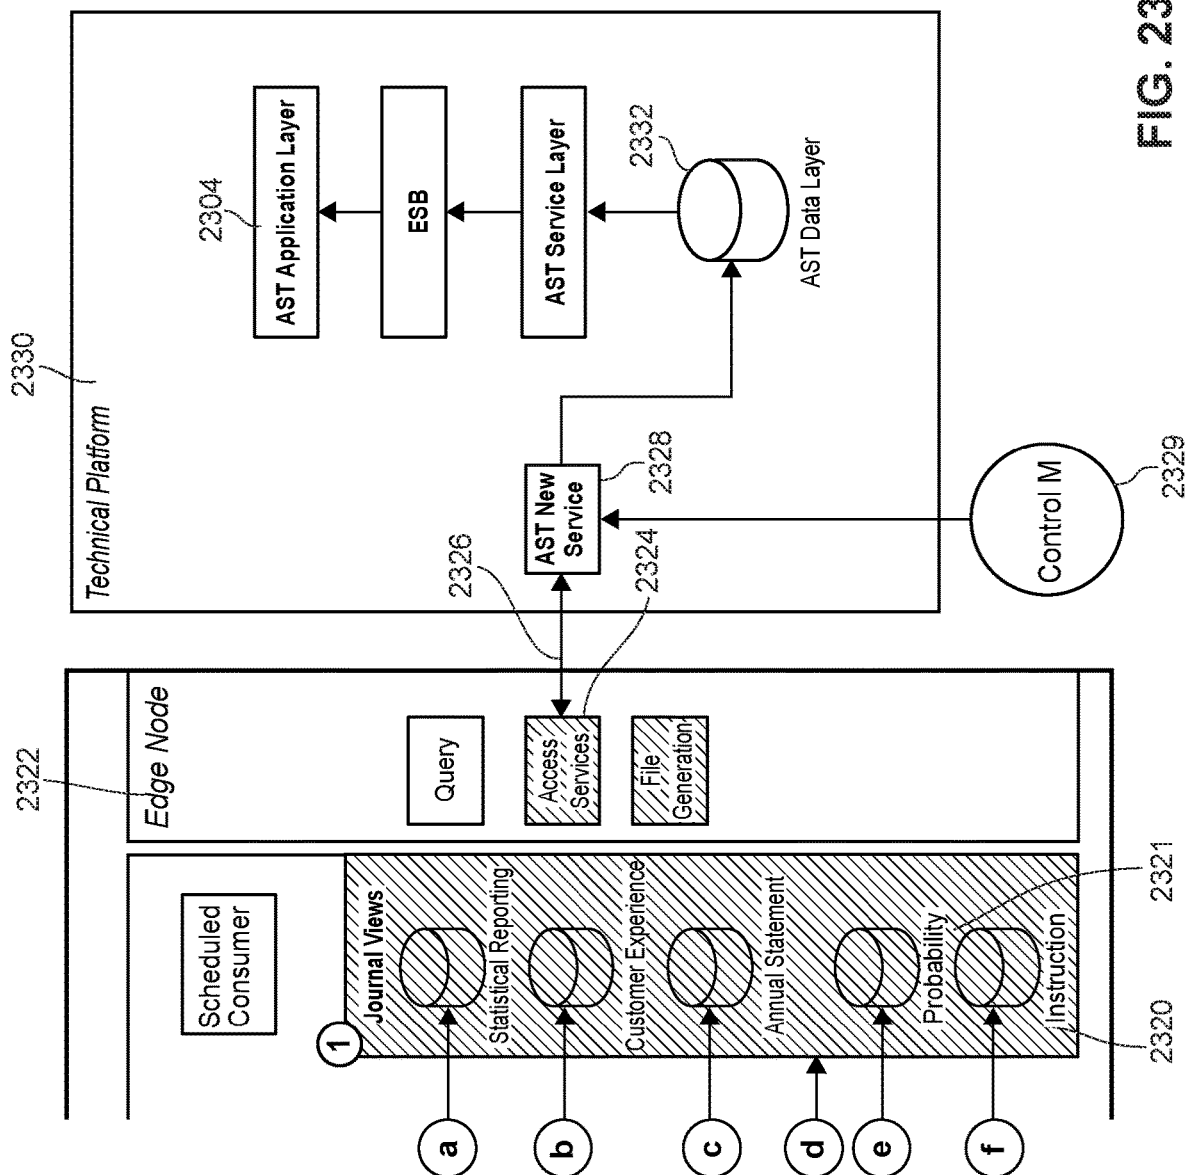 2330
Technical Platform
2304
AST Application Layer
ESB
AST Service Layer
2332
AST Data Layer
AST New
Service
2328
2326
2324
Control M
2329
2322
Edge Node
Query
Access
Services
File
Generation
Scheduled
Consumer
1
Journal Views
Statistical Reporting
Customer Experience
Annual Statement
Probability
Instruction
2321
2320
a
b
c
d
e
f
FIG. 23